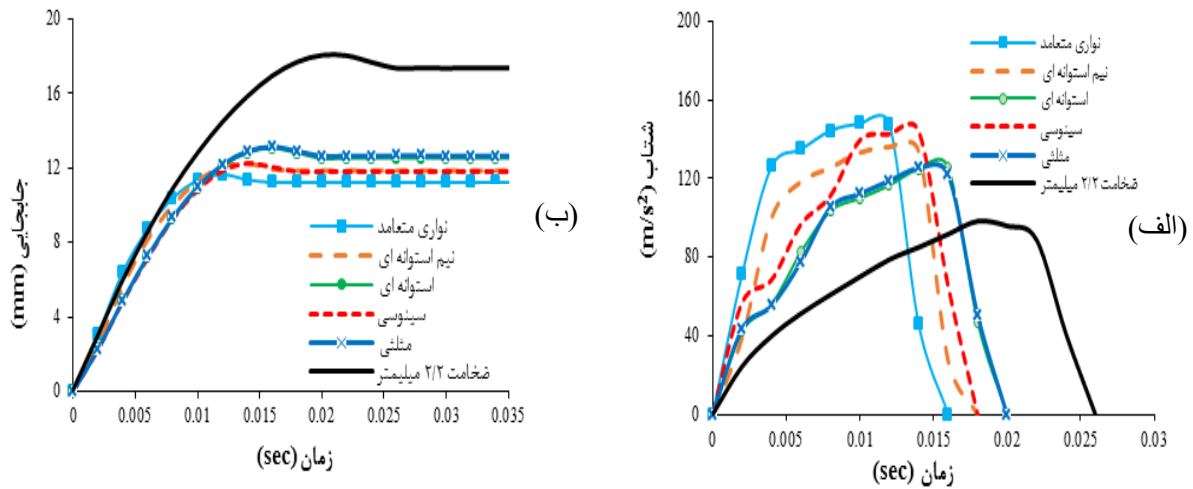 (ب)
جابجایی (mm)
20
16
12
8
4
0
نواری متعامد
نیم استوانه ای
استوانه ای
سینوسی
مثلثی
ضخامت ۲/۲ میلیمتر
0 0.005 0.01 0.015 0.02 0.025 0.03 0.035
زمان (sec)
(الف)
شتتاب (m/s²)
200
160
120
80
40
0
نواری متعامد
نیم استوانه ای
استوانه ای
سینوسی
مثلثی
ضخامت ۲/۲ میلیمتر
0 0.005 0.01 0.015 0.02 0.025 0.03
زمان (sec)